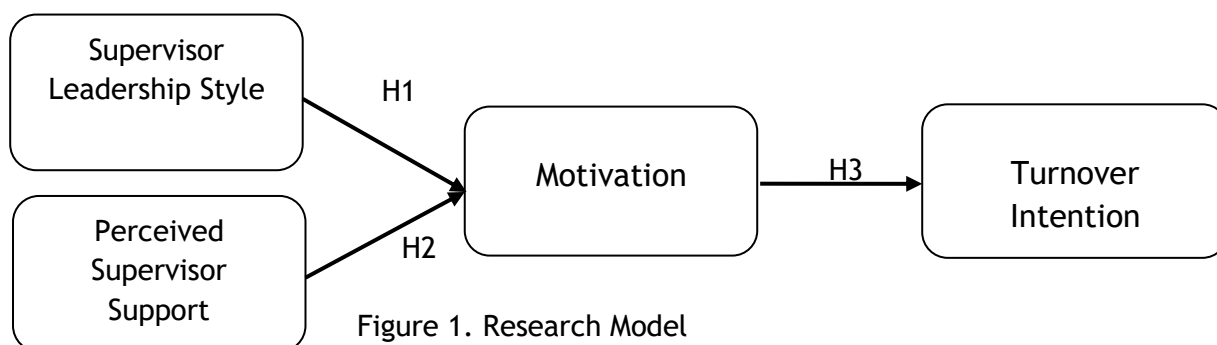 Supervisor
Leadership Style
H1
Motivation
H3
Turnover
Intention
Perceived
Supervisor
Support
H2
Figure 1. Research Model